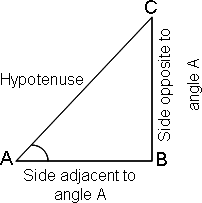 C
Hypotenuse
Side opposite to
angle A
A
B
Side adjacent to
angle A